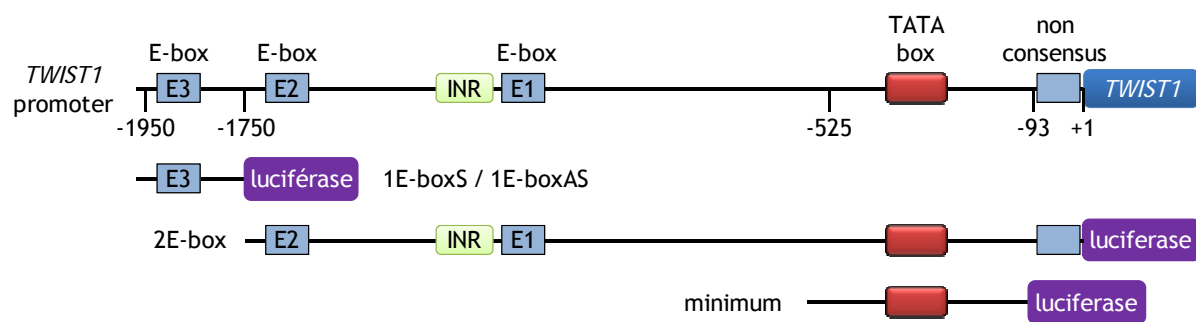 TATA
box
non
consensus
E-box
E-box
E-box
TWIST1
promoter
E3
E2
INR
E1
TWIST1
-1950
-1750
-525
-93
+1
E3
luciférase
1E-boxS / 1E-boxAS
2E-box
E2
INR
E1
luciferase
minimum
luciferase